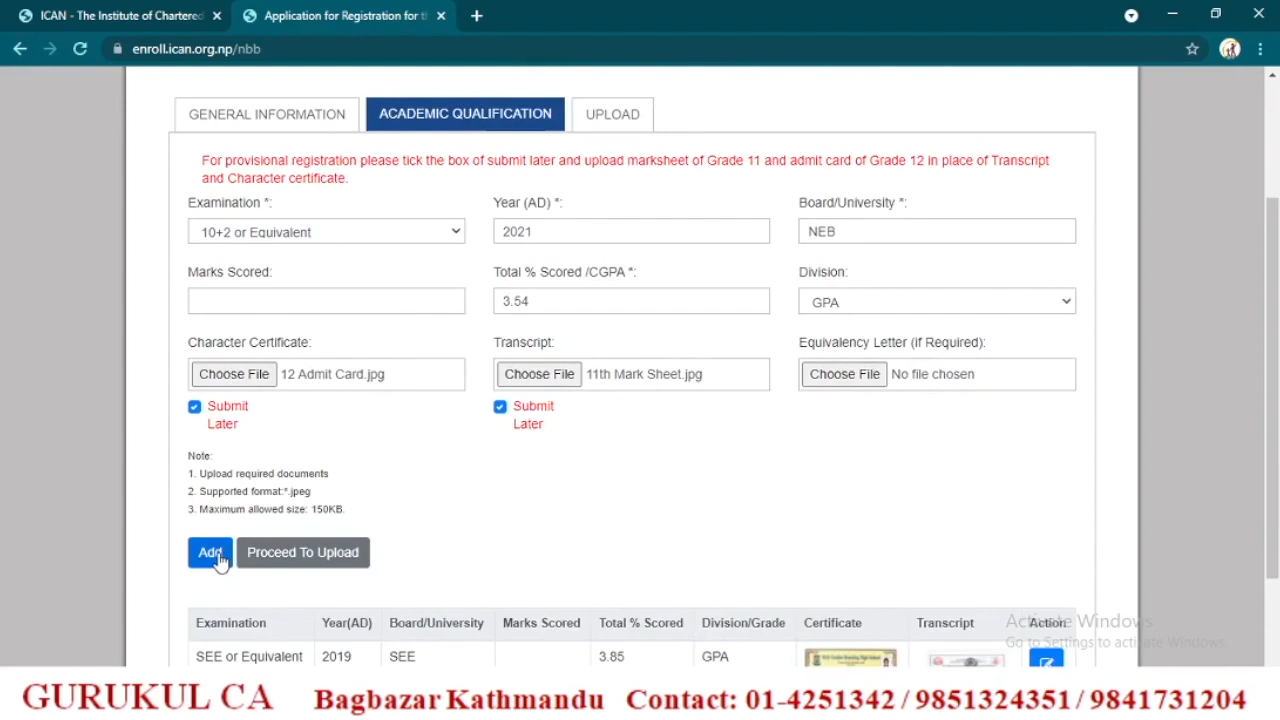 ICAN - The Institute of Chartered
Application for Registration for t
enroll.ican.org.np/nbb
GENERAL INFORMATION
ACADEMIC QUALIFICATION
UPLOAD
For provisional registration please tick the box of submit later and upload marksheet of Grade 11 and admit card of Grade 12 in place of Transcript
and Character certificate.
Examination *:
Year (AD) *:
Board/University *:
10+2 or Equivalent
2021
NEB
Marks Scored:
Total % Scored /CGPA *:
Division:
3.54
GPA
Character Certificate:
Transcript:
Equivalency Letter (if Required):
Choose File 12 Admit Card.jpg
Choose File 11th Mark Sheet.jpg
Choose File No file chosen
Submit
Later
Submit
Later
Note:
1. Upload required documents
2. Supported format:*.jpeg
3. Maximum allowed size: 150KB.
Add
Proceed To Upload
Examination Year(AD) Board/University Marks Scored Total % Scored Division/Grade Certificate Transcript Action
SEE or Equivalent 2019 SEE 3.85 GPA
Activate Windows
Go to Settings to activate Windows.
GURUKUL CA Bagbazar Kathmandu Contact: 01-4251342 / 9851324351 / 9841731204